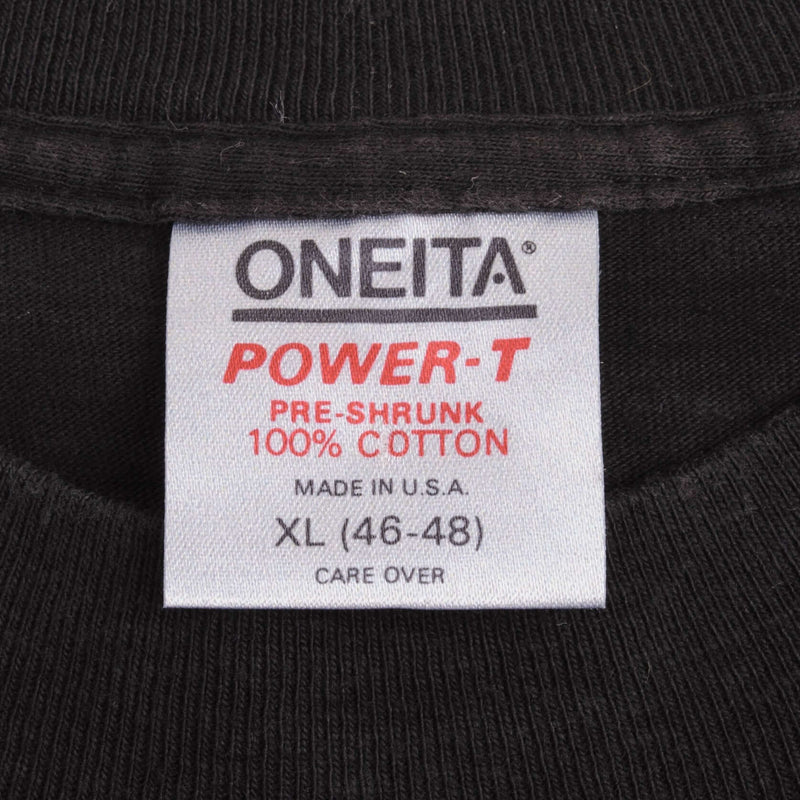 ONEITA®
POWER-T
PRE-SHRUNK
100% COTTON
MADE IN U.S.A.
XL (46-48)
CARE OVER